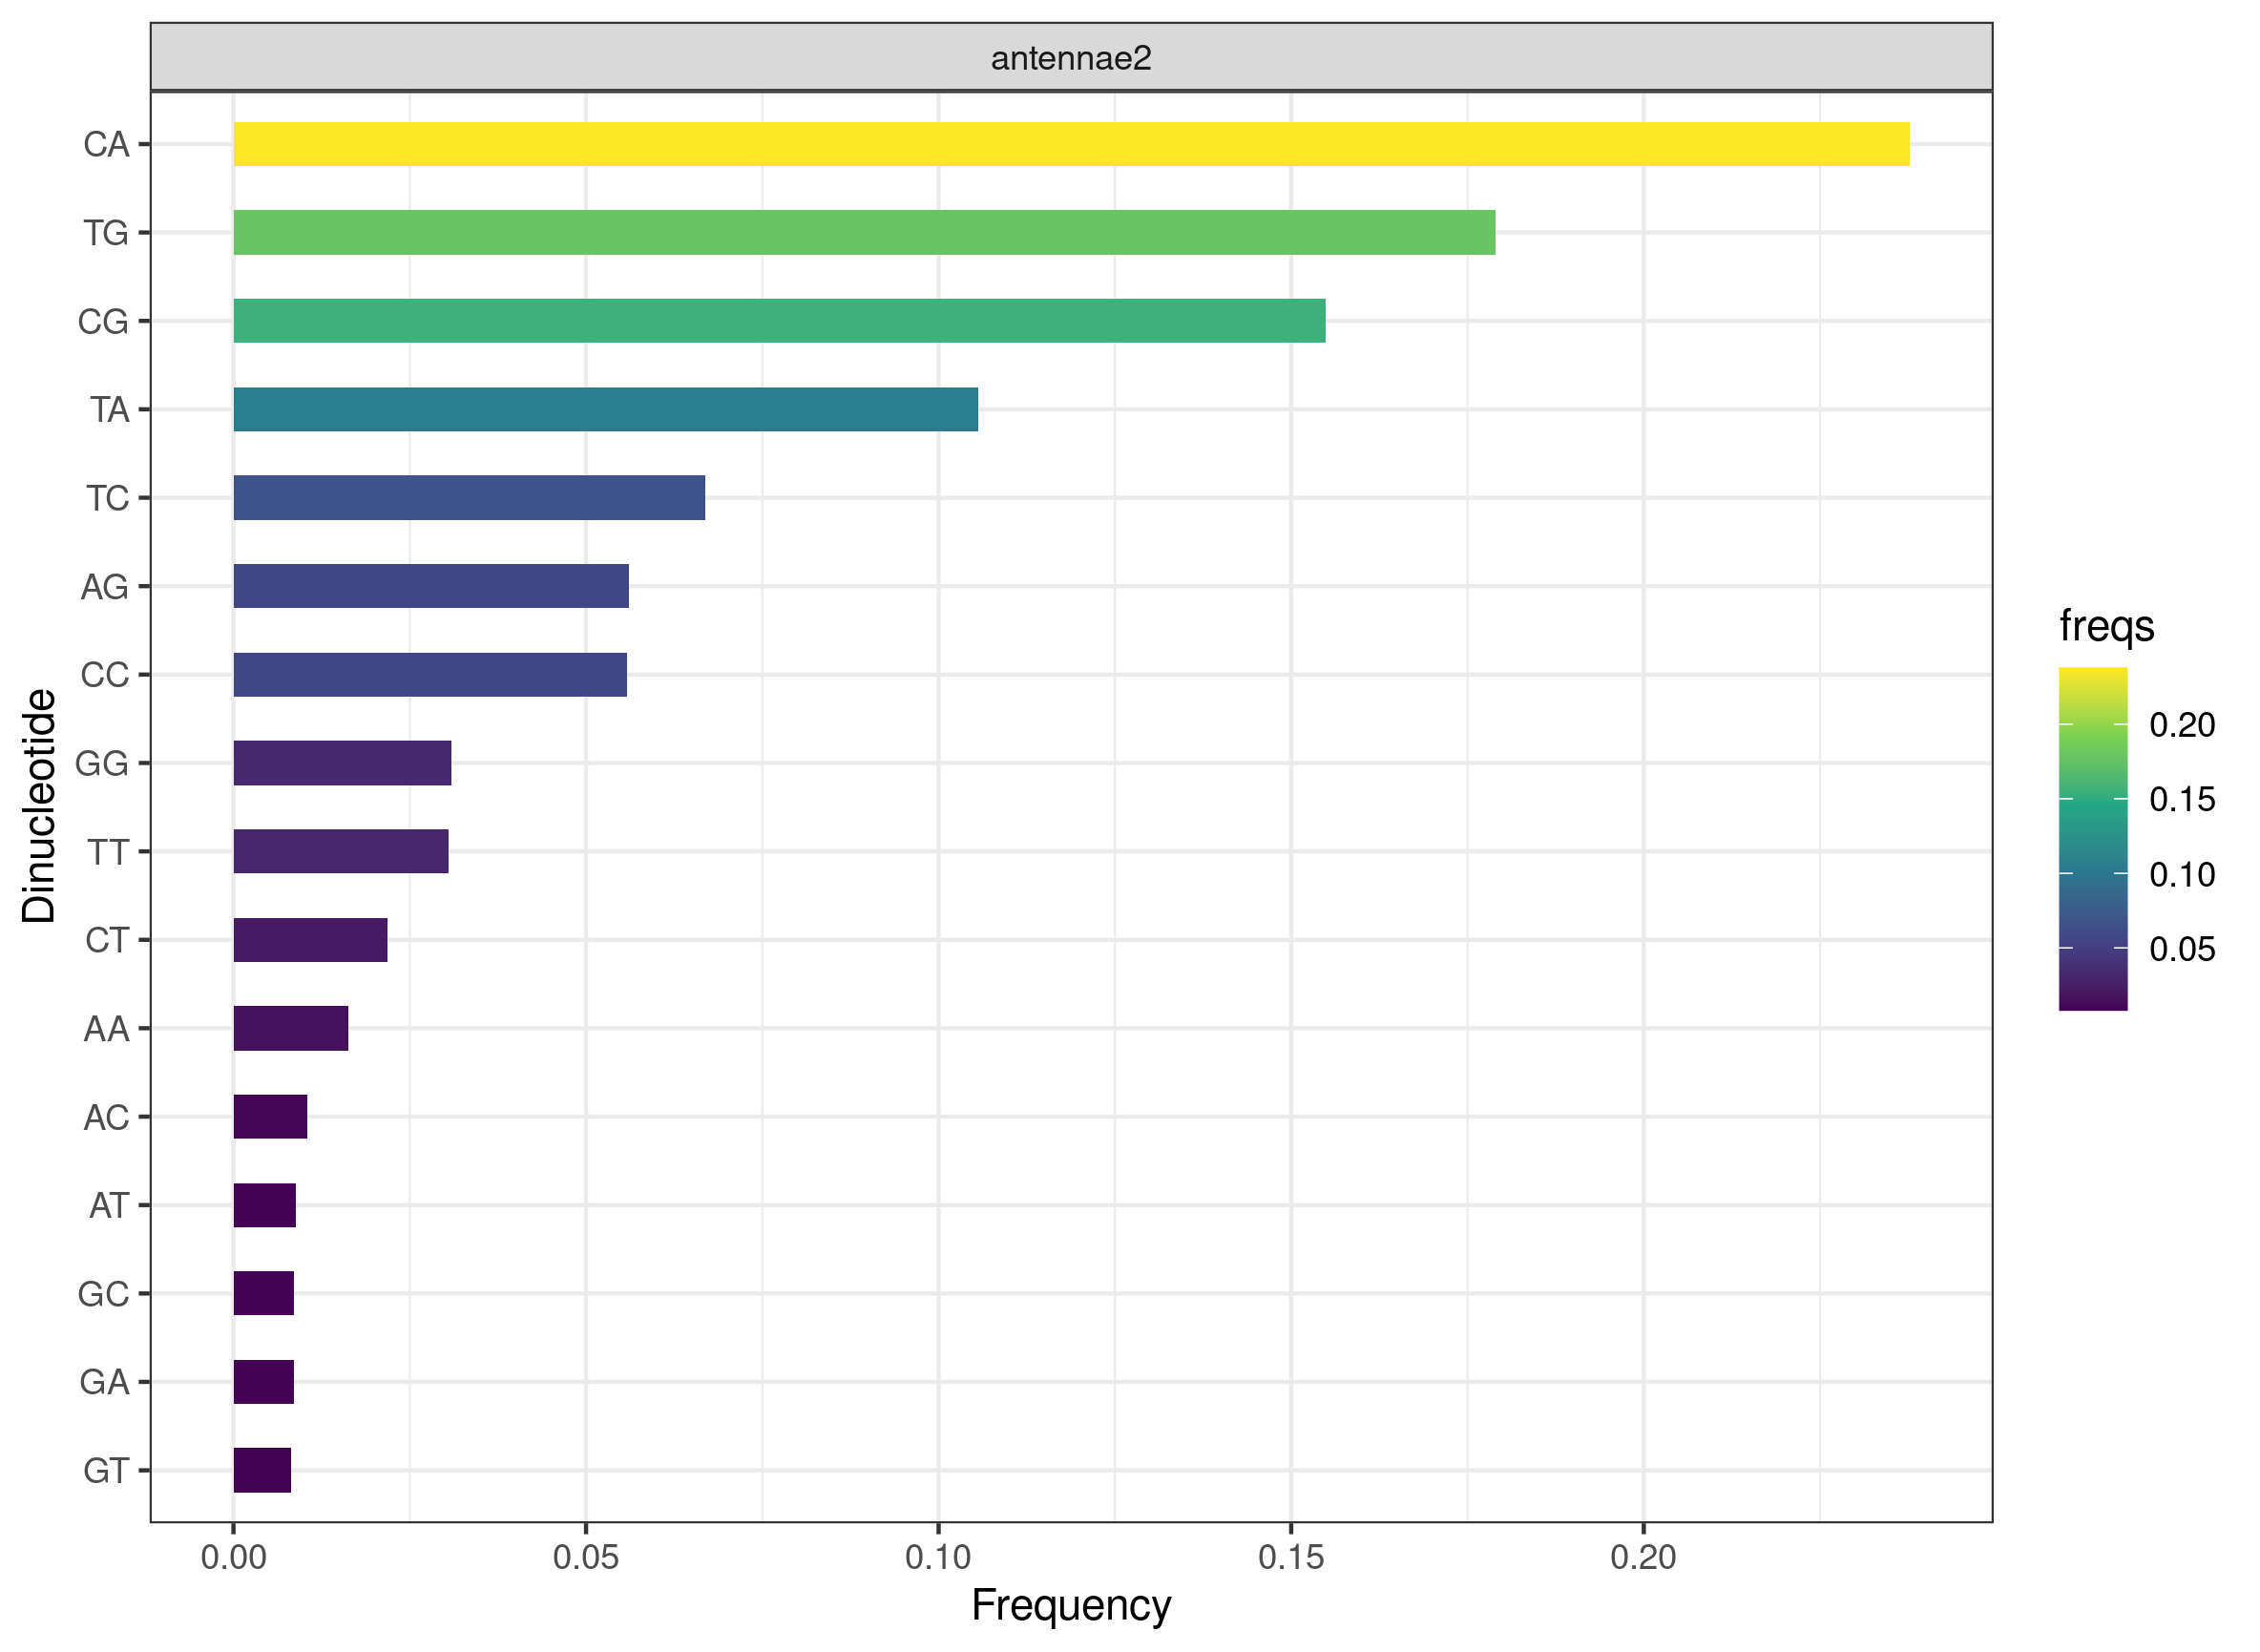 antennae2
Dinucleotide
CA
TG
CG
TA
TC
AG
CC
GG
TT
CT
AA
AC
AT
GC
GA
GT
0.00 0.05 0.10 0.15 0.20
Frequency
freqs
0.20
0.15
0.10
0.05